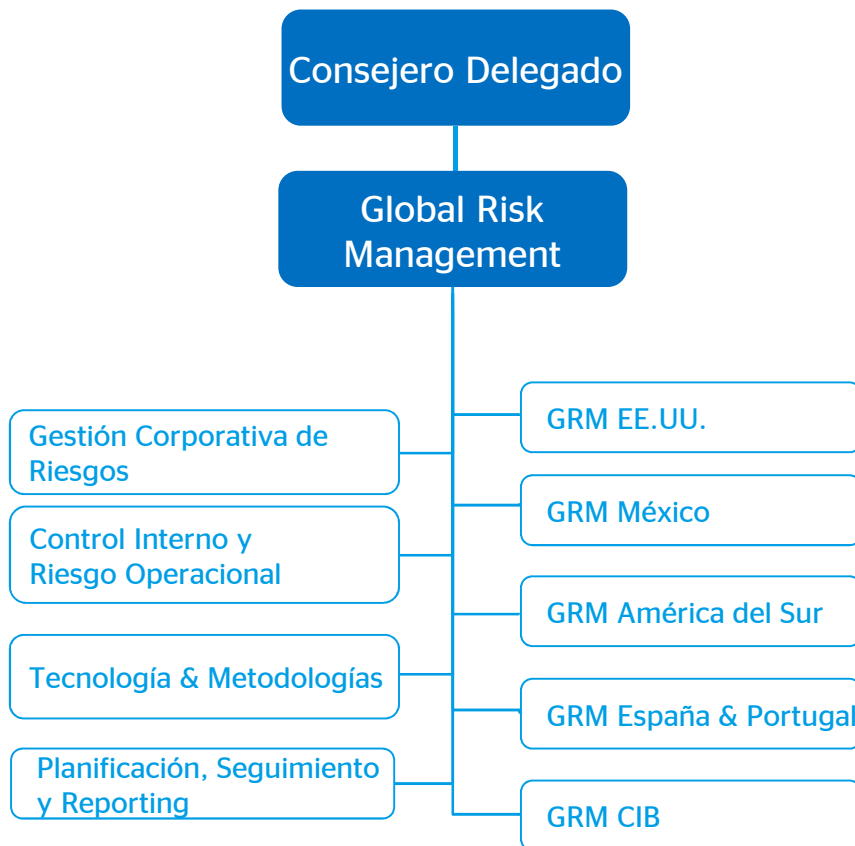 Consejero Delegado
Global Risk
Management
Gestión Corporativa de
Riesgos
Control Interno y
Riesgo Operacional
Tecnología & Metodologías
Planificación, Seguimiento
y Reporting
GRM EE.UU.
GRM México
GRM América del Sur
GRM España & Portugal
GRM CIB